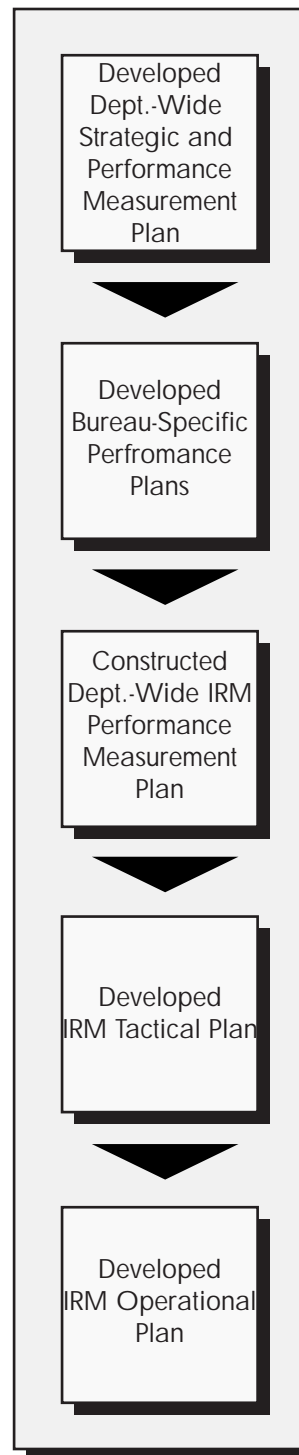 Developed
Dept.-Wide
Strategic and
Performance
Measurement
Plan
Developed
Bureau-Specific
Perfromance
Plans
Constructed
Dept.-Wide IRM
Performance
Measurement
Plan
Developed
IRM Tactical Plan
Developed
IRM Operational
Plan